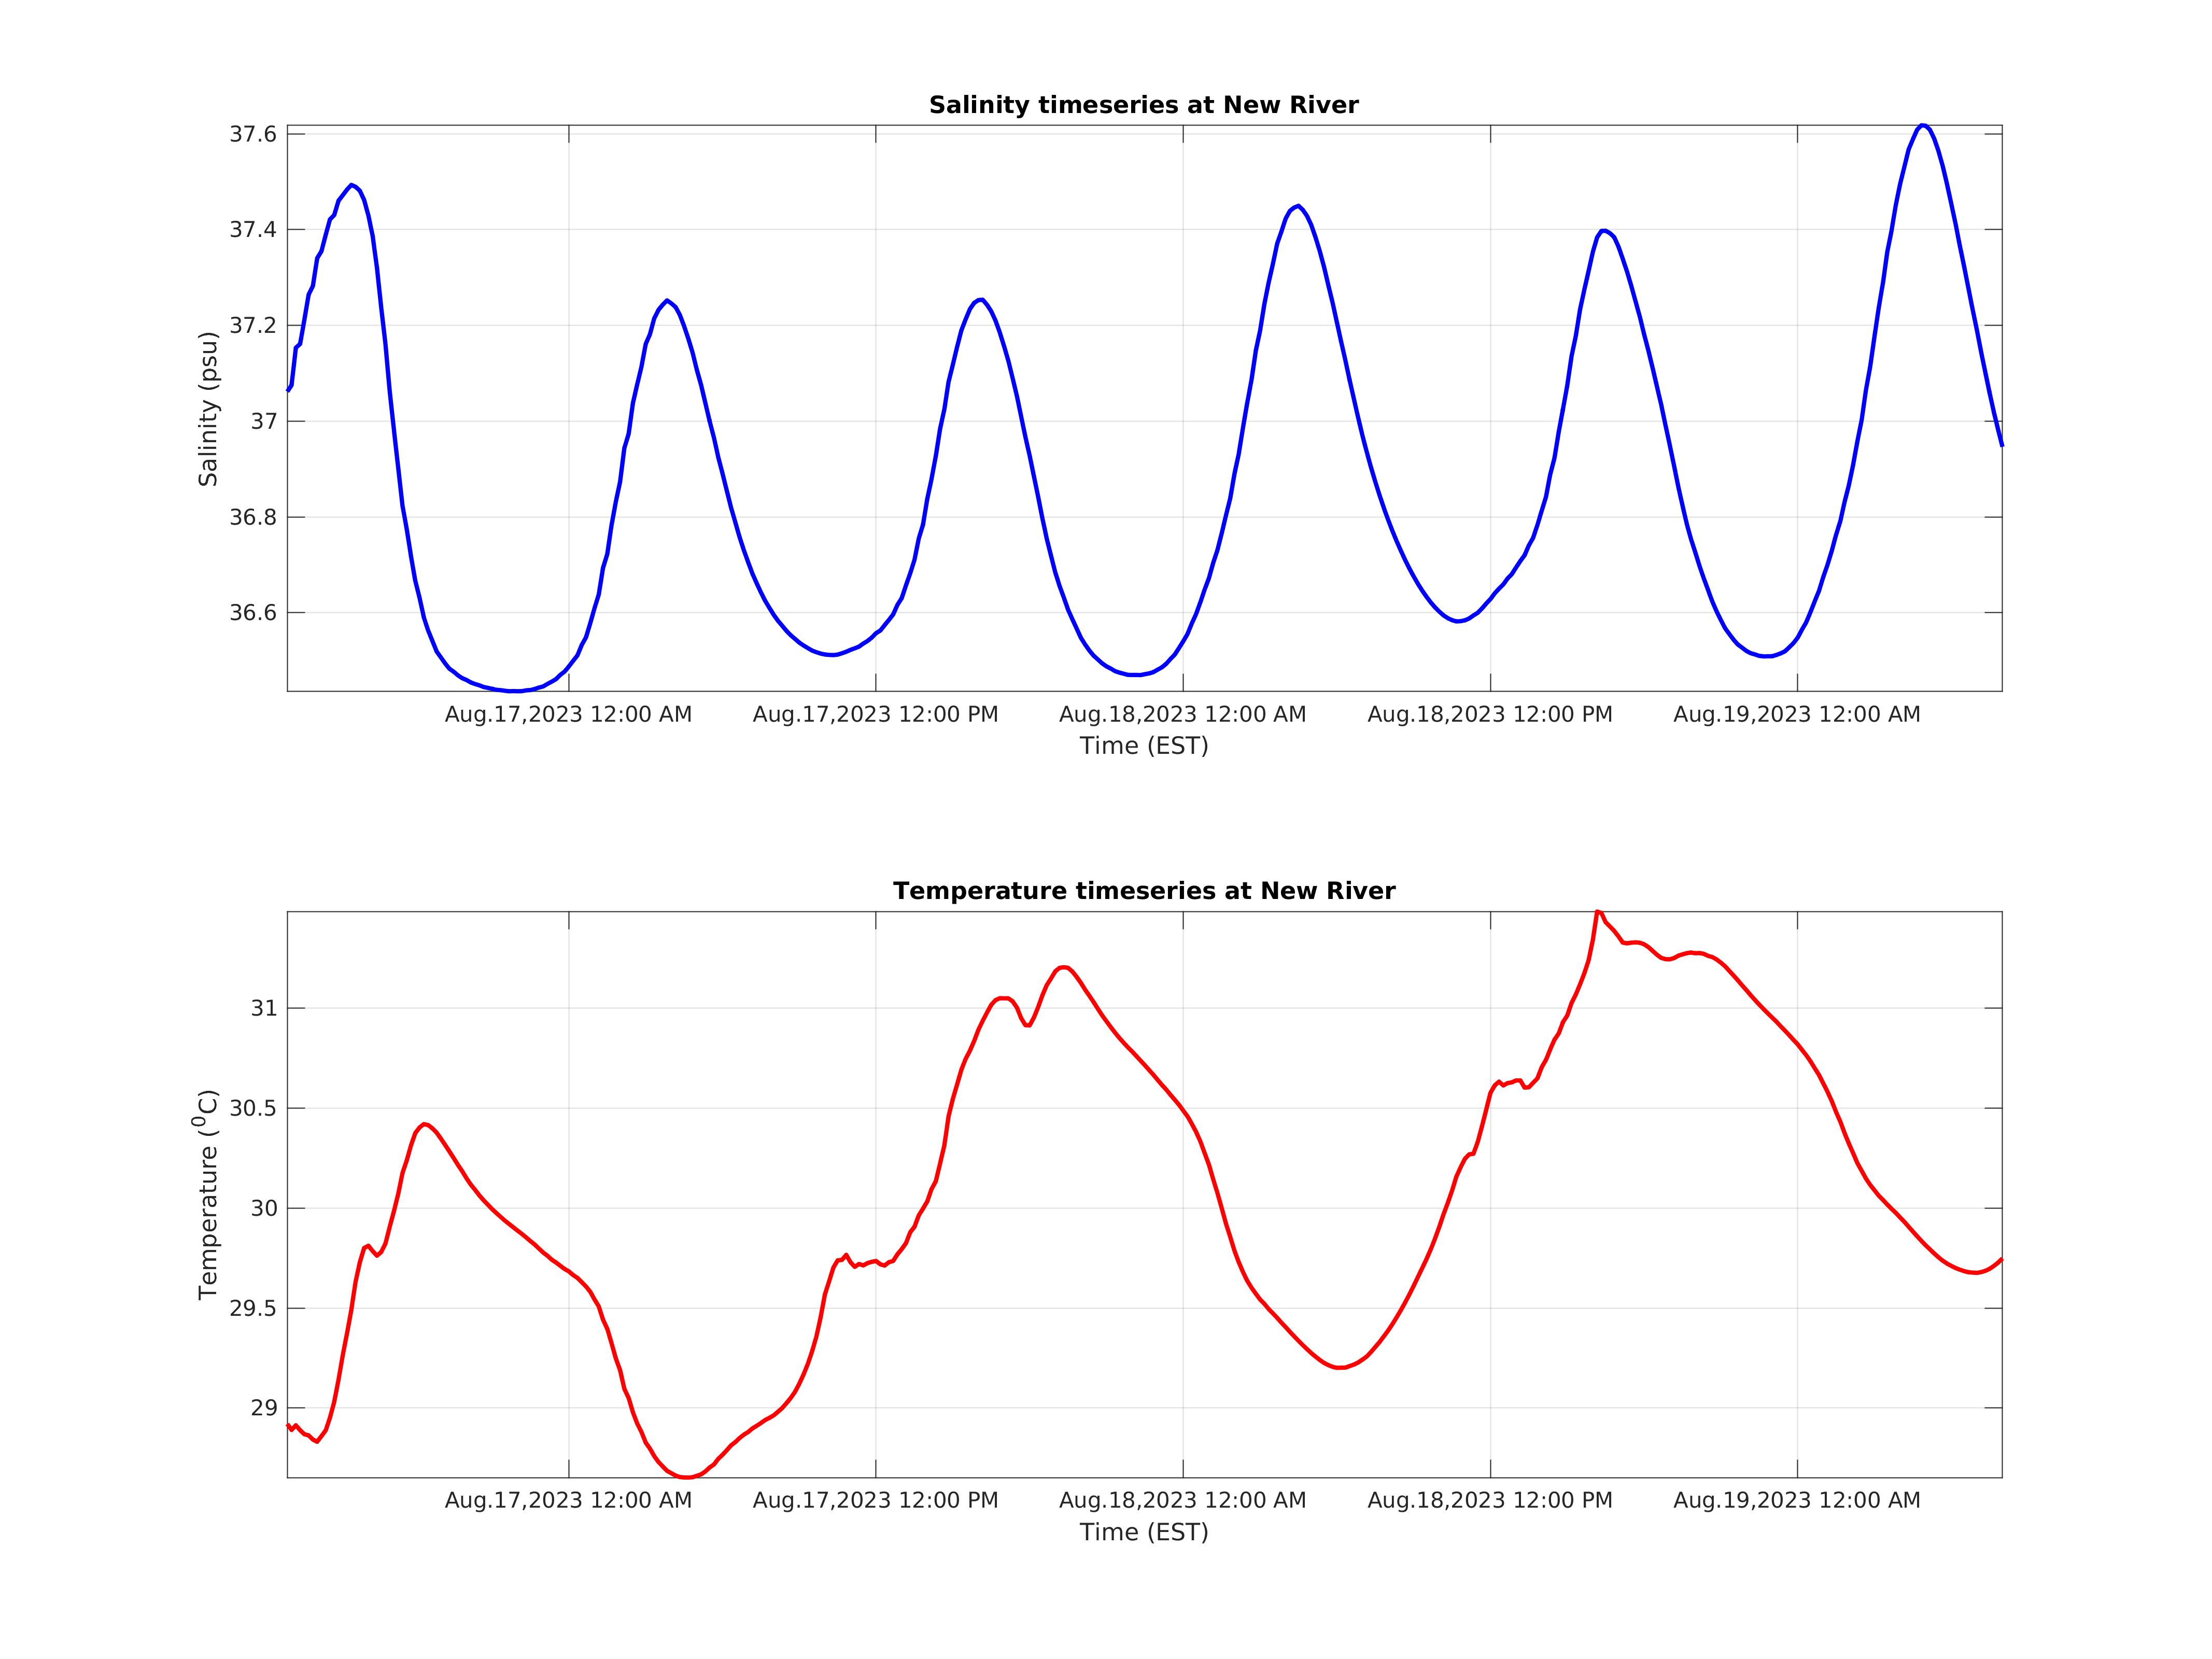 Salinity timeseries at New River
37.6
37.4
37.2
37
36.8
36.6
Salinity (psu)
Aug.17,2023 12:00 AM Aug.17,2023 12:00 PM Aug.18,2023 12:00 AM Aug.18,2023 12:00 PM Aug.19,2023 12:00 AM
Time (EST)
Temperature timeseries at New River
31
30.5
30
29.5
29
Temperature (⁰C)
Aug.17,2023 12:00 AM Aug.17,2023 12:00 PM Aug.18,2023 12:00 AM Aug.18,2023 12:00 PM Aug.19,2023 12:00 AM
Time (EST)